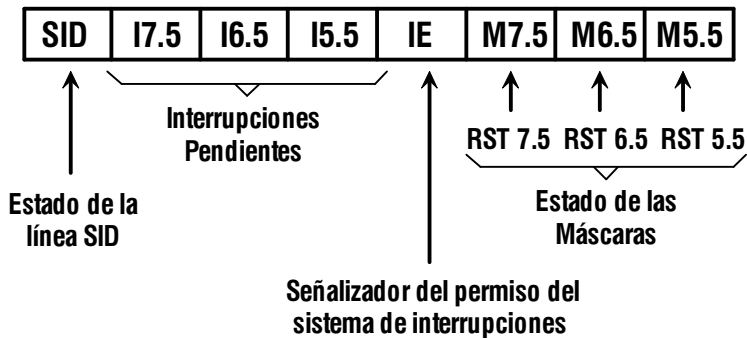 SID I7.5 I6.5 I5.5 IE M7.5 M6.5 M5.5
Interrupciones
Pendientes
RST 7.5 RST 6.5 RST 5.5
Estado de la
línea SID
Estado de las
Máscaras
Señalizador del permiso del
sistema de interrupciones